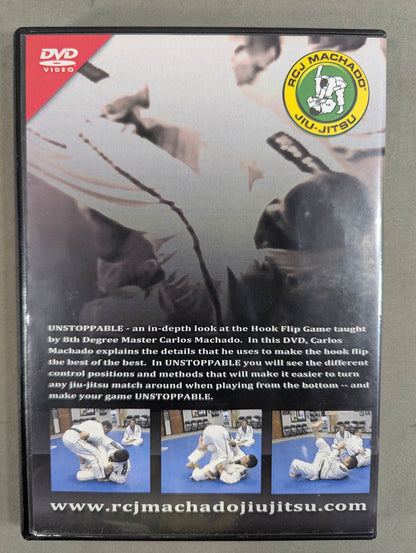 DVD
VIDEO
RCJ MACHADO
JIU-JITSU
UNSTOPPABLE - an in-depth look at the Hook Flip Game taught
by 8th Degree Master Carlos Machado. In this DVD, Carlos
Machado explains the details that he uses to make the hook flip
the best of the best. In UNSTOPPABLE you will see the different
control positions and methods that will make it easier to turn
any jiu-jitsu match around when playing from the bottom -- and
make your game UNSTOPPABLE.
www.rcjmachadojiujitsu.com